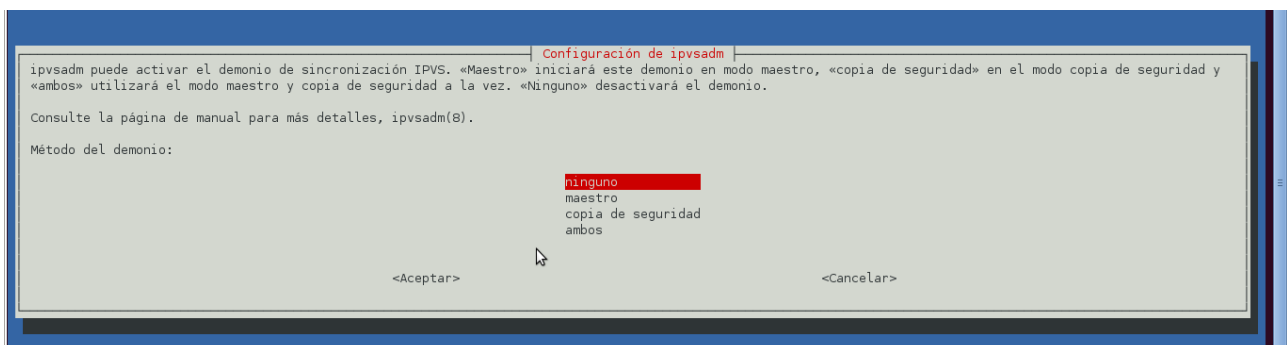 Configuración de ipvsadm
ipvsadm puede activar el demonio de sincronización IPVS. «Maestro» iniciará este demonio en modo maestro, «copia de seguridad» en el modo copia de seguridad y
«ambos» utilizará el modo maestro y copia de seguridad a la vez. «Ninguno» desactivará el demonio.
Consulte la página de manual para más detalles, ipvsadm(8).
Método del demonio:
ninguno
maestro
copia de seguridad
ambos
<Aceptar> <Cancelar>